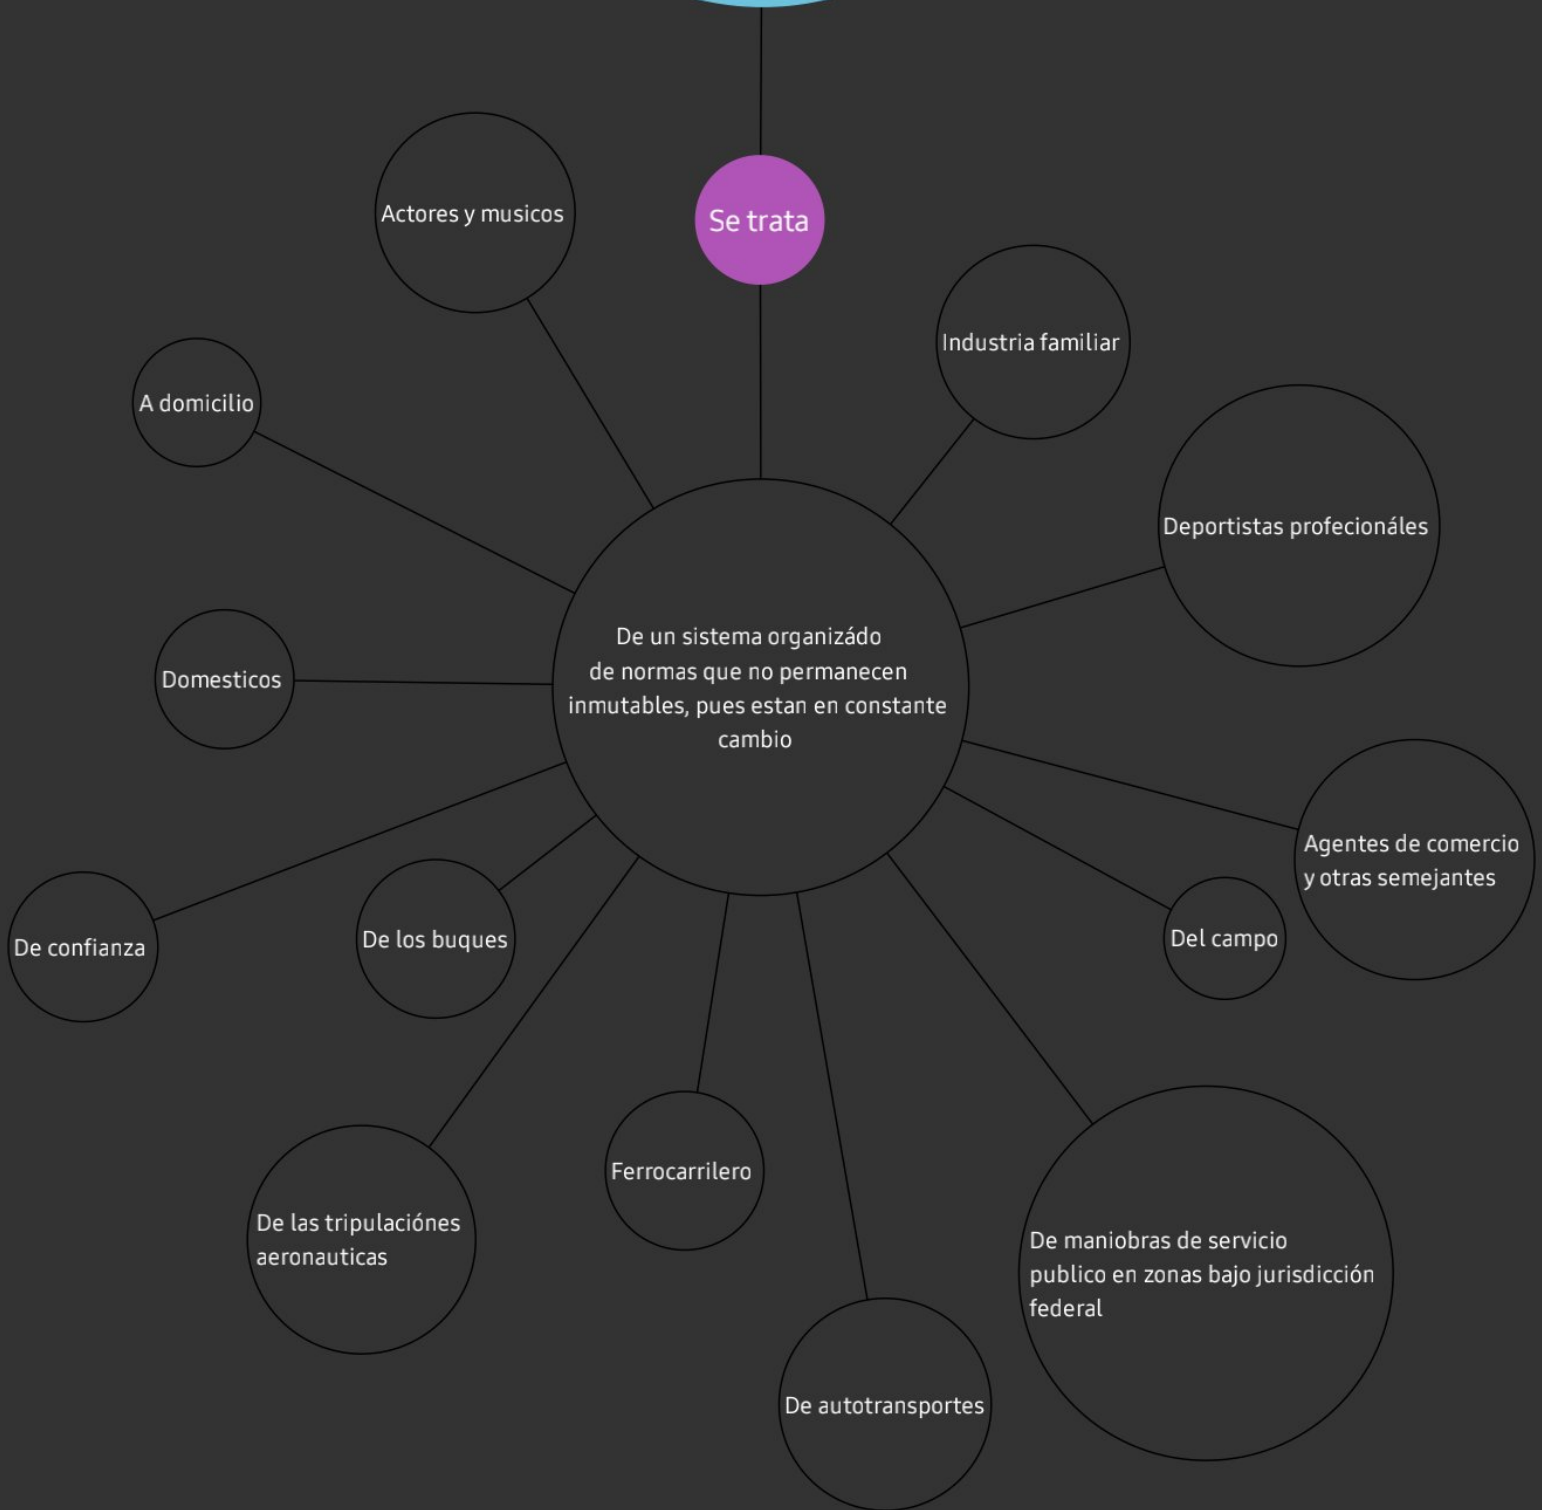 Actores y musicos
Se trata
Industria familiar
A domicilio
Deportistas profecionáles
De un sistema organizádo
de normas que no permanecen
inmutables, pues estan en constante
cambio
Domesticos
Agentes de comercio
y otras semejantes
De confianza
De los buques
Del campo
Ferrocarrilero
De las tripulaciónes
aeronauticas
De maniobras de servicio
publico en zonas bajo jurisdicción
federal
De autotransportes